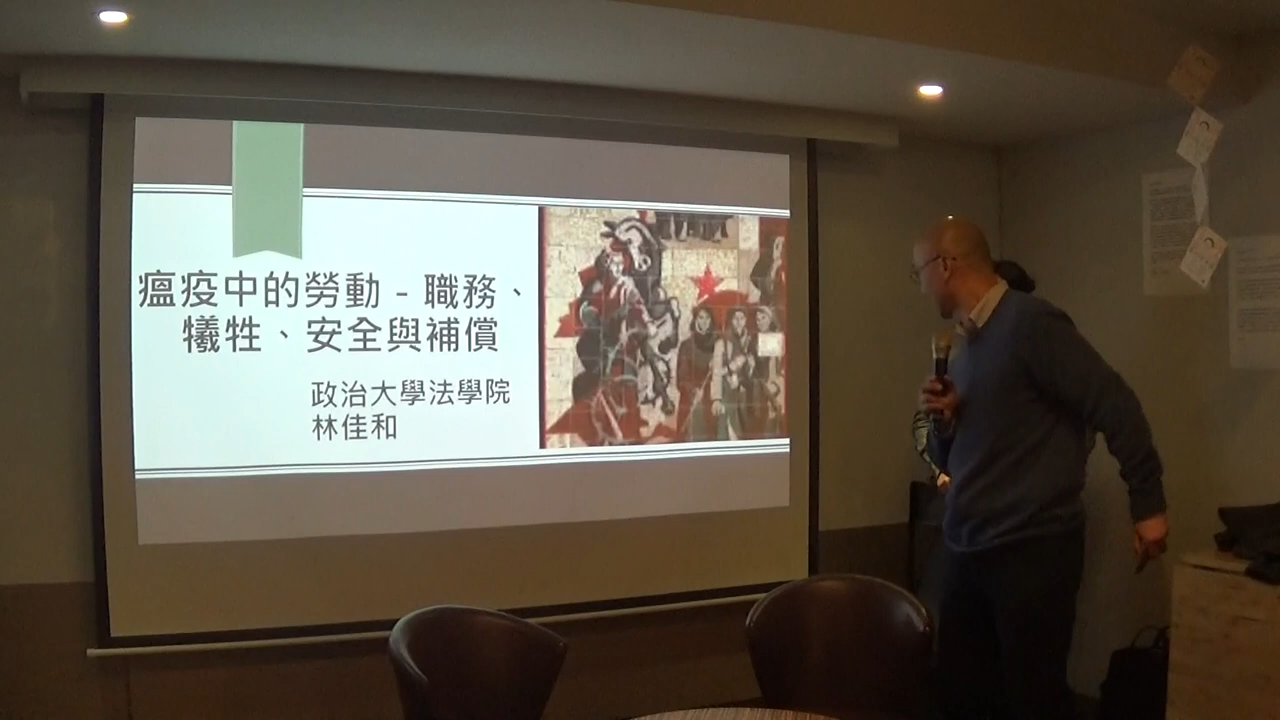 瘟疫中的勞動 - 職務、
犧牲、安全與補償
政治大學法學院
林佳和